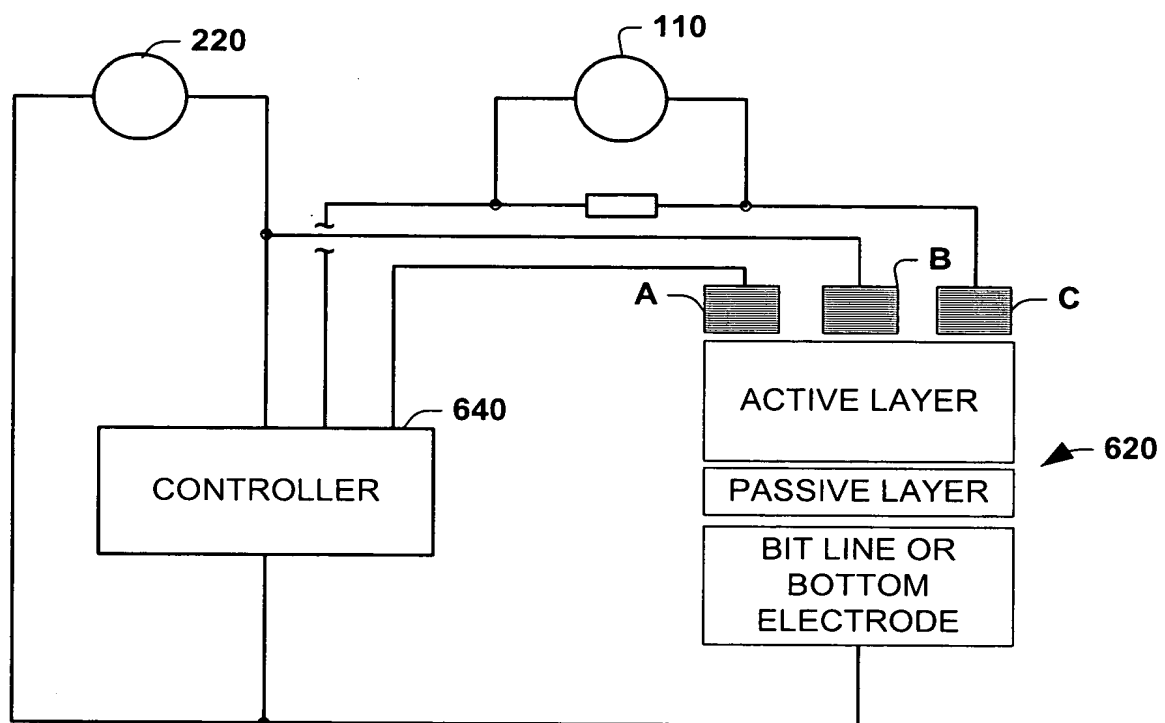 220
110
A
B
C
640
ACTIVE LAYER
CONTROLLER
620
PASSIVE LAYER
BIT LINE OR
BOTTOM
ELECTRODE